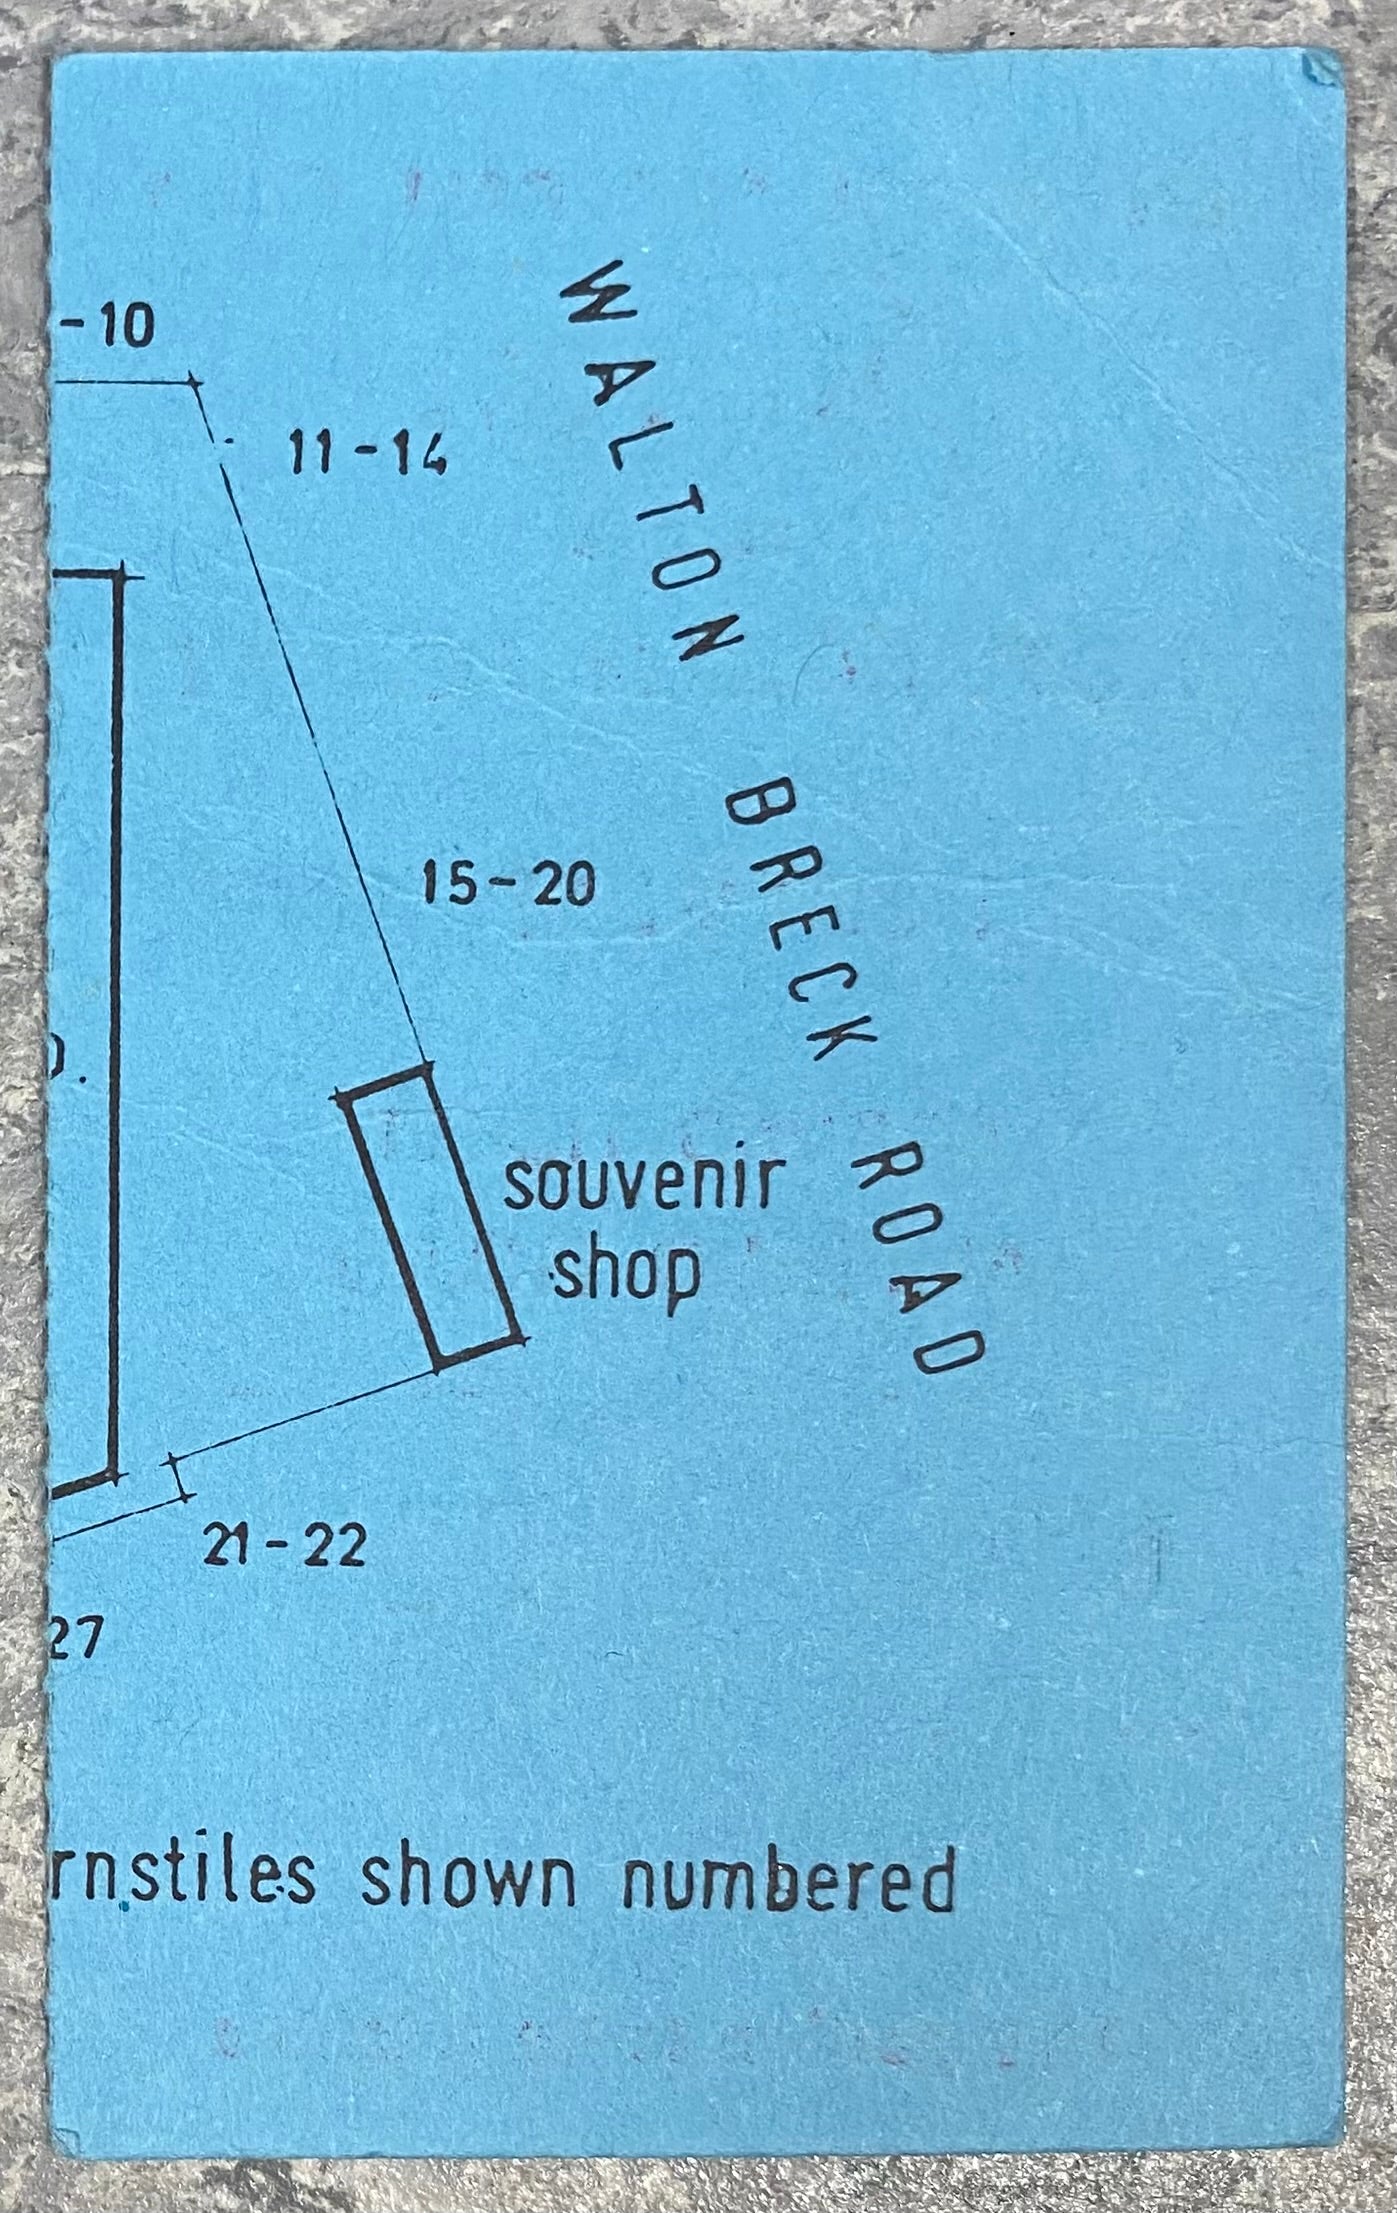 -10
11-14
WALTON BRECK ROAD
15-20
souvenir
shop
21-22
27
rnstiles shown numbered